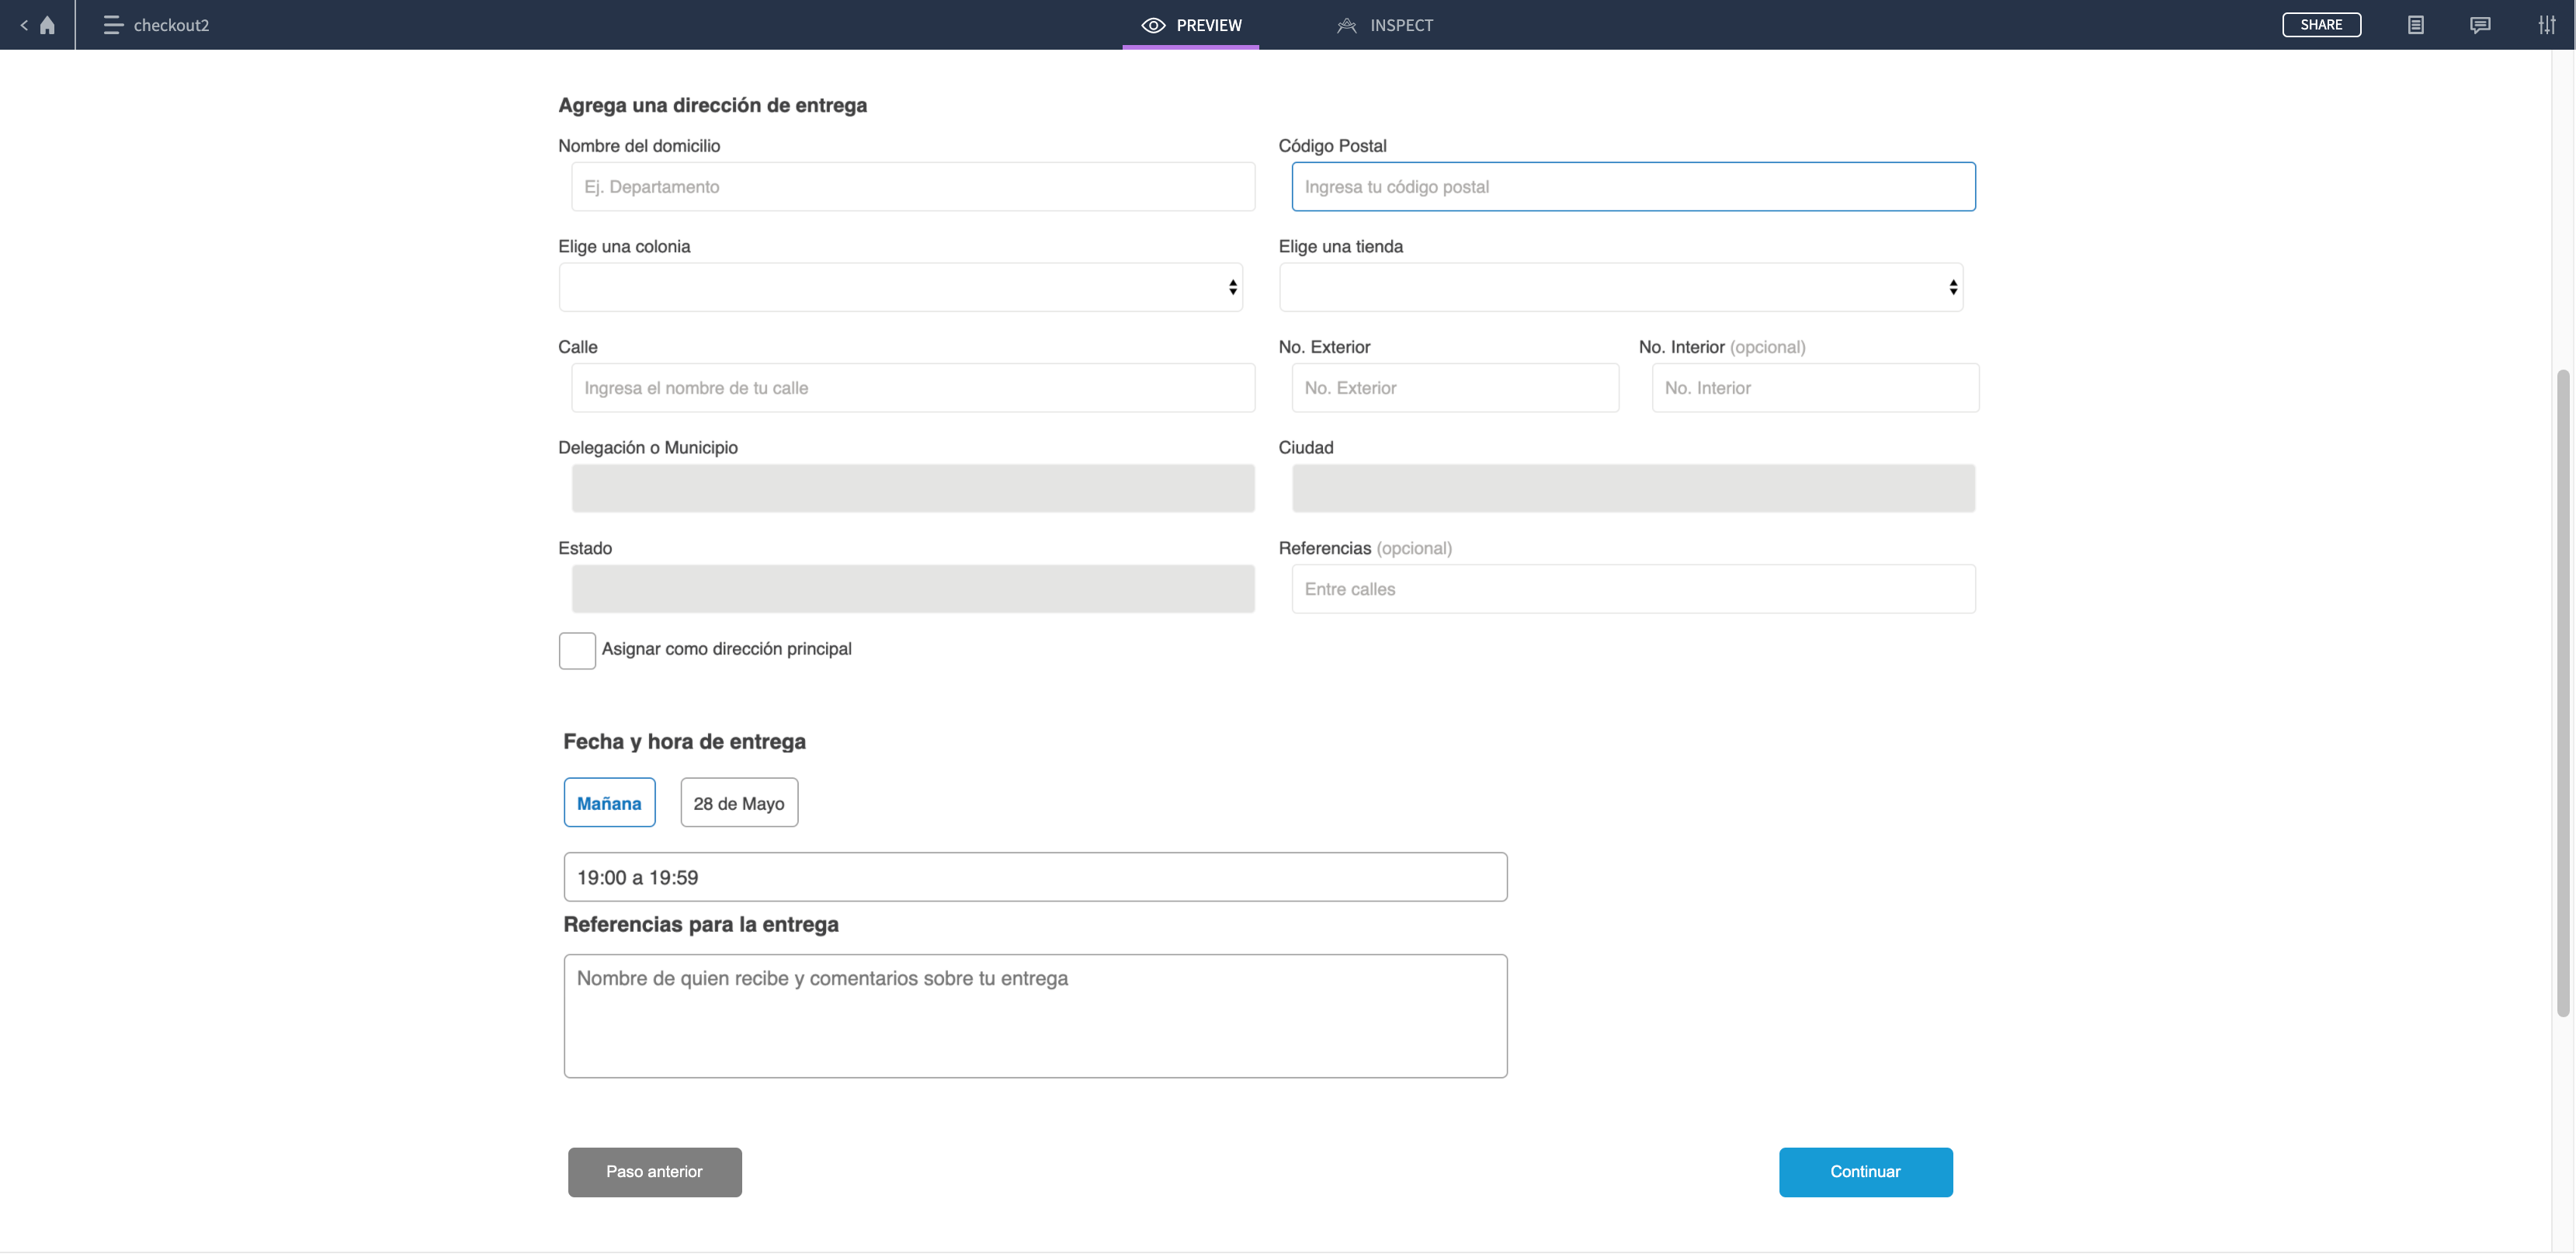 checkout2
PREVIEW
INSPECT
SHARE
Agrega una dirección de entrega
Nombre del domicilio
Código Postal
Ej. Departamento
Ingresa tu código postal
Elige una colonia
Elige una tienda
Calle
No. Exterior
No. Interior (opcional)
Ingresa el nombre de tu calle
No. Exterior
No. Interior
Delegación o Municipio
Ciudad
Estado
Referencias (opcional)
Entre calles
Asignar como dirección principal
Fecha y hora de entrega
Mañana
28 de Mayo
19:00 a 19:59
Referencias para la entrega
Nombre de quien recibe y comentarios sobre tu entrega
Paso anterior
Continuar